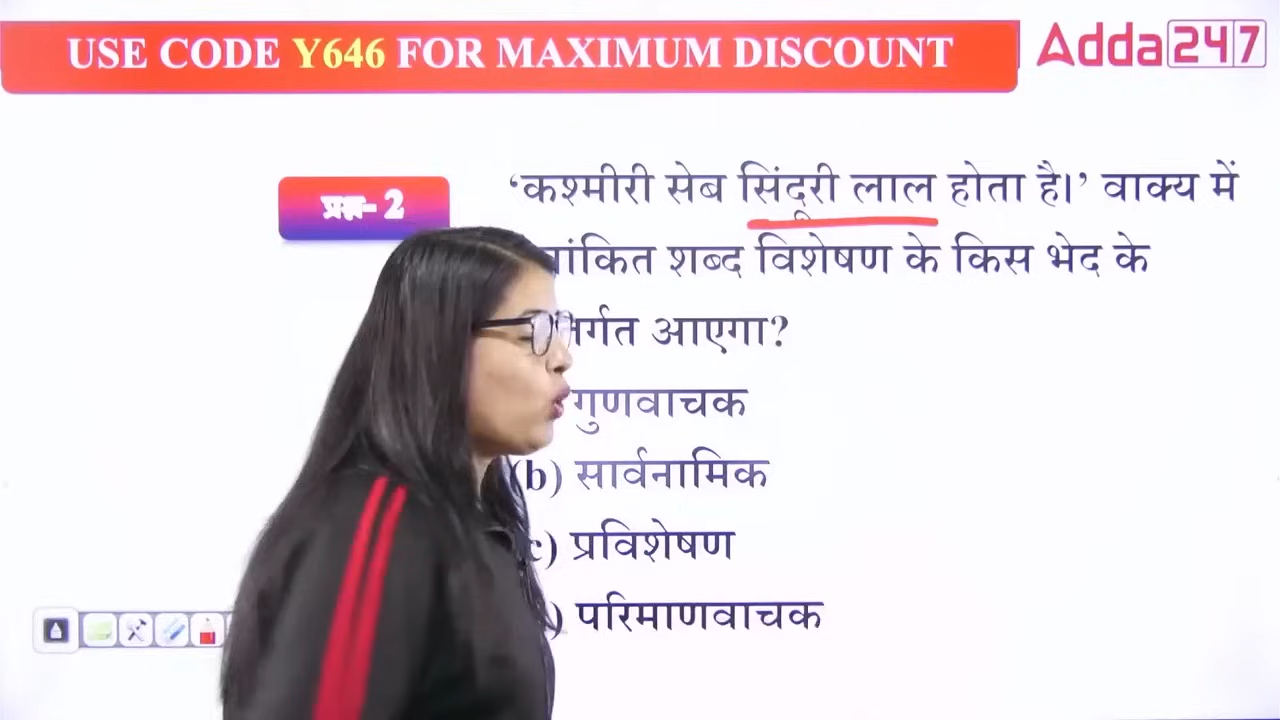 USE CODE Y646 FOR MAXIMUM DISCOUNT
Adda247
प्रश्न- 2
‘कश्मीरी सेब सिंदूरी लाल होता है।’ वाक्य में
शब्द विशेषण के किस भेद के
आएगा?
गुणवाचक
(b) सार्वनामिक
c) प्रविशेषण
) परिमाणवाचक